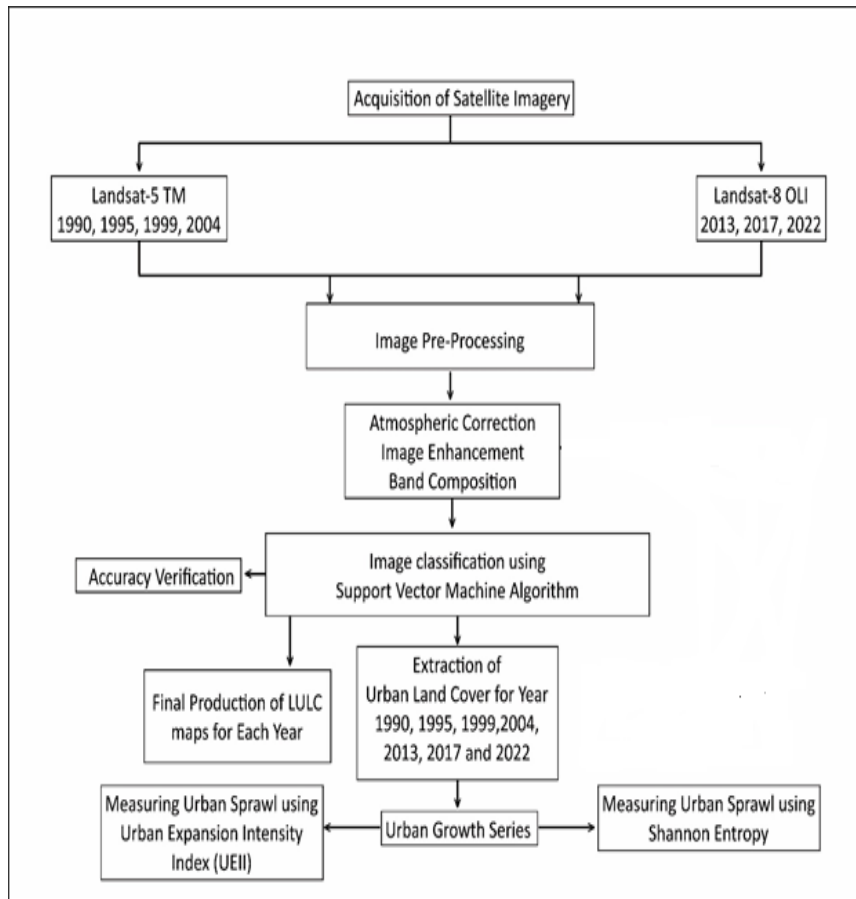 Acquisition of Satellite Imagery
Landsat-5 TM
1990, 1995, 1999, 2004
Landsat-8 OLI
2013, 2017, 2022
Image Pre-Processing
Atmospheric Correction
Image Enhancement
Band Composition
Image classification using
Support Vector Machine Algorithm
Accuracy Verification
Final Production of LULC
maps for Each Year
Extraction of
Urban Land Cover for Year
1990, 1995, 1999,2004,
2013, 2017 and 2022
Measuring Urban Sprawl using
Urban Expansion Intensity
Index (UEII)
Urban Growth Series
Measuring Urban Sprawl using
Shannon Entropy